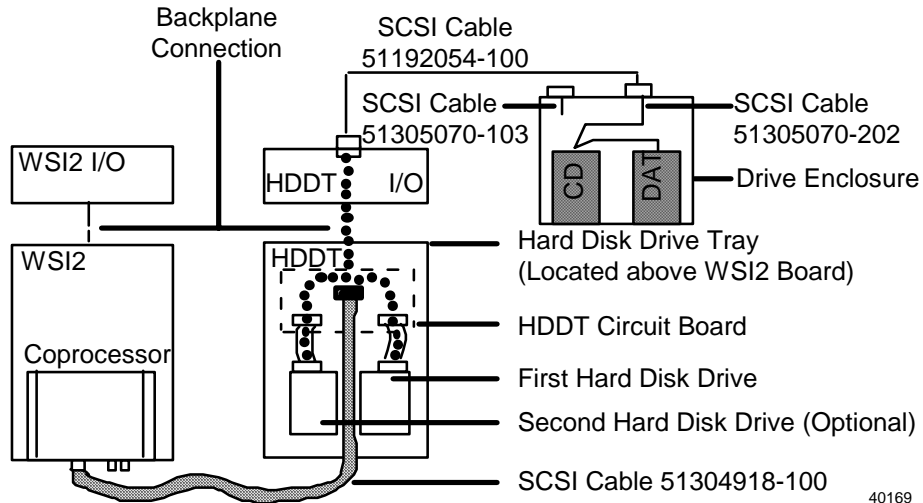 Backplane
Connection
SCSI Cable
51192054-100
SCSI Cable
51305070-103
SCSI Cable
51305070-202
WSI2 I/O
HDDT I/O
CD
DAT
Drive Enclosure
WSI2
HDDT
Hard Disk Drive Tray
(Located above WSI2 Board)
HDDT Circuit Board
Coprocessor
First Hard Disk Drive
Second Hard Disk Drive (Optional)
SCSI Cable 51304918-100
40169